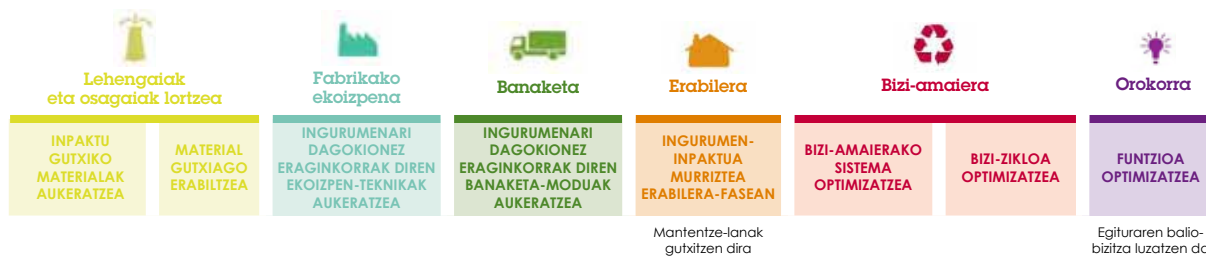 Lehengaiak
eta osagaiak lortzea
Fabrikako
ekoizpena
Banaketa
Erabilera
Bizi-amaiera
Orokorra
INPAKTU
GUTXIKO
MATERIALAK
AUKERATZEA
MATERIAL
GUTXIAGO
ERABILTZEA
INGURUMENARI
DAGOKIONEZ
ERAGINKORRAK DIREN
EKOIZPEN-TEKNIKAK
AUKERATZEA
INGURUMENARI
DAGOKIONEZ
ERAGINKORRAK DIREN
BANAKETA-MODUAK
AUKERATZEA
INGURUMEN-
INPAKTUA
MURRIZTEA
ERABILERA-FASEAN
BIZI-AMAIERAKO
SISTEMA
OPTIMIZATZEA
BIZI-ZIKLOA
OPTIMIZATZEA
FUNTZIOA
OPTIMIZATZEA
Mantentze-lanak
gutxitzen dira
Egituraren balio-
bizitza luzatzen